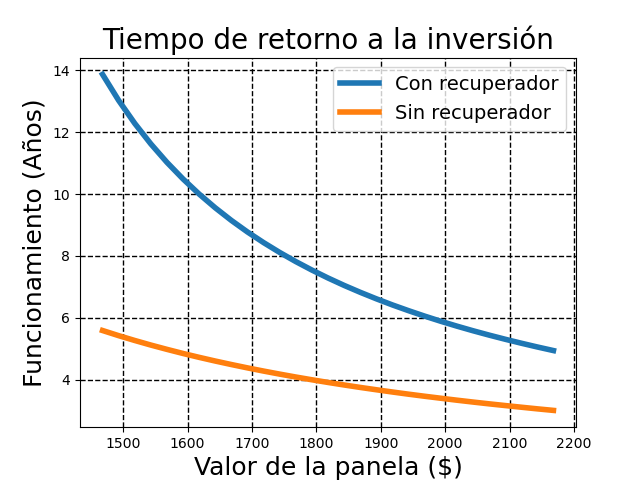 Tiempo de retorno a la inversión
Con recuperador
Sin recuperador
Funcionamiento (Años)
14
12
10
8
6
4
1500 1600 1700 1800 1900 2000 2100 2200
Valor de la panela ($)